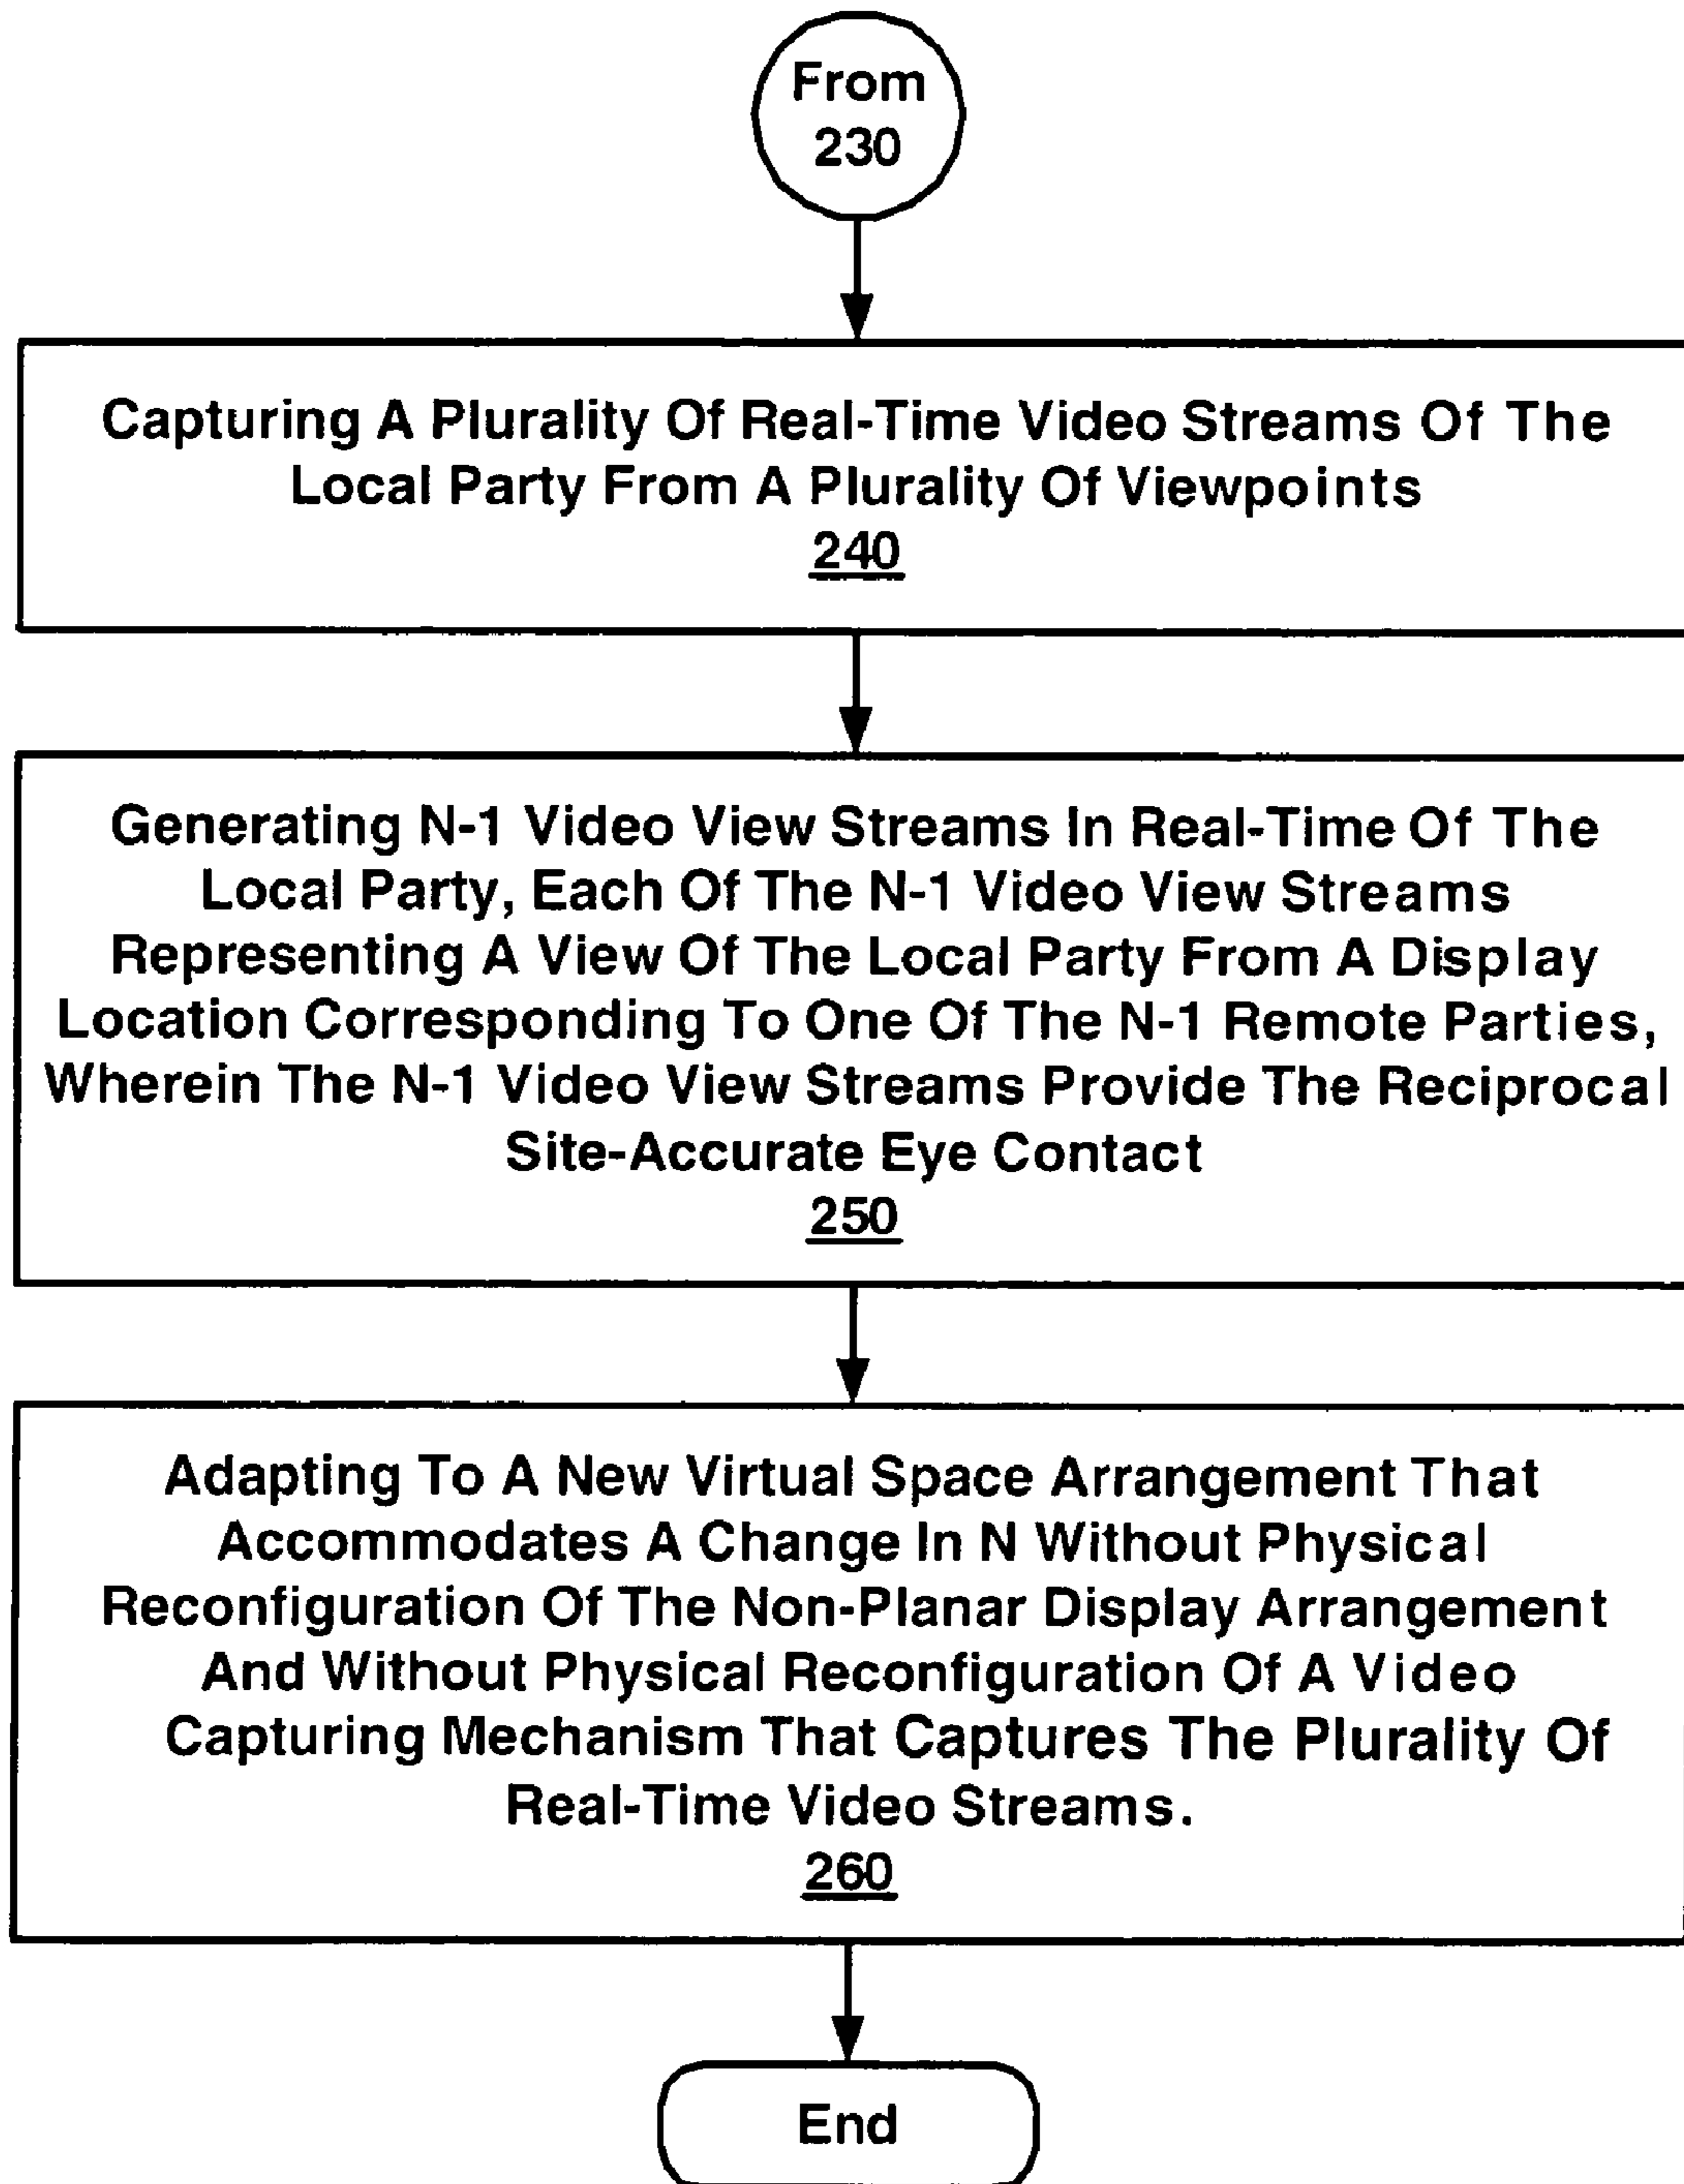 From
230
Capturing A Plurality Of Real-Time Video Streams Of The
Local Party From A Plurality Of Viewpoints
240
Generating N-1 Video View Streams In Real-Time Of The
Local Party, Each Of The N-1 Video View Streams
Representing A View Of The Local Party From A Display
Location Corresponding To One Of The N-1 Remote Parties,
Wherein The N-1 Video View Streams Provide The Reciprocal
Site-Accurate Eye Contact
250
Adapting To A New Virtual Space Arrangement That
Accommodates A Change In N Without Physical
Reconfiguration Of The Non-Planar Display Arrangement
And Without Physical Reconfiguration Of A Video
Capturing Mechanism That Captures The Plurality Of
Real-Time Video Streams.
260
End